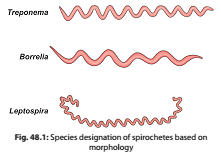 Treponema
Borrelia
Leptospira
Fig. 48.1: Species designation of spirochetes based on
morphology